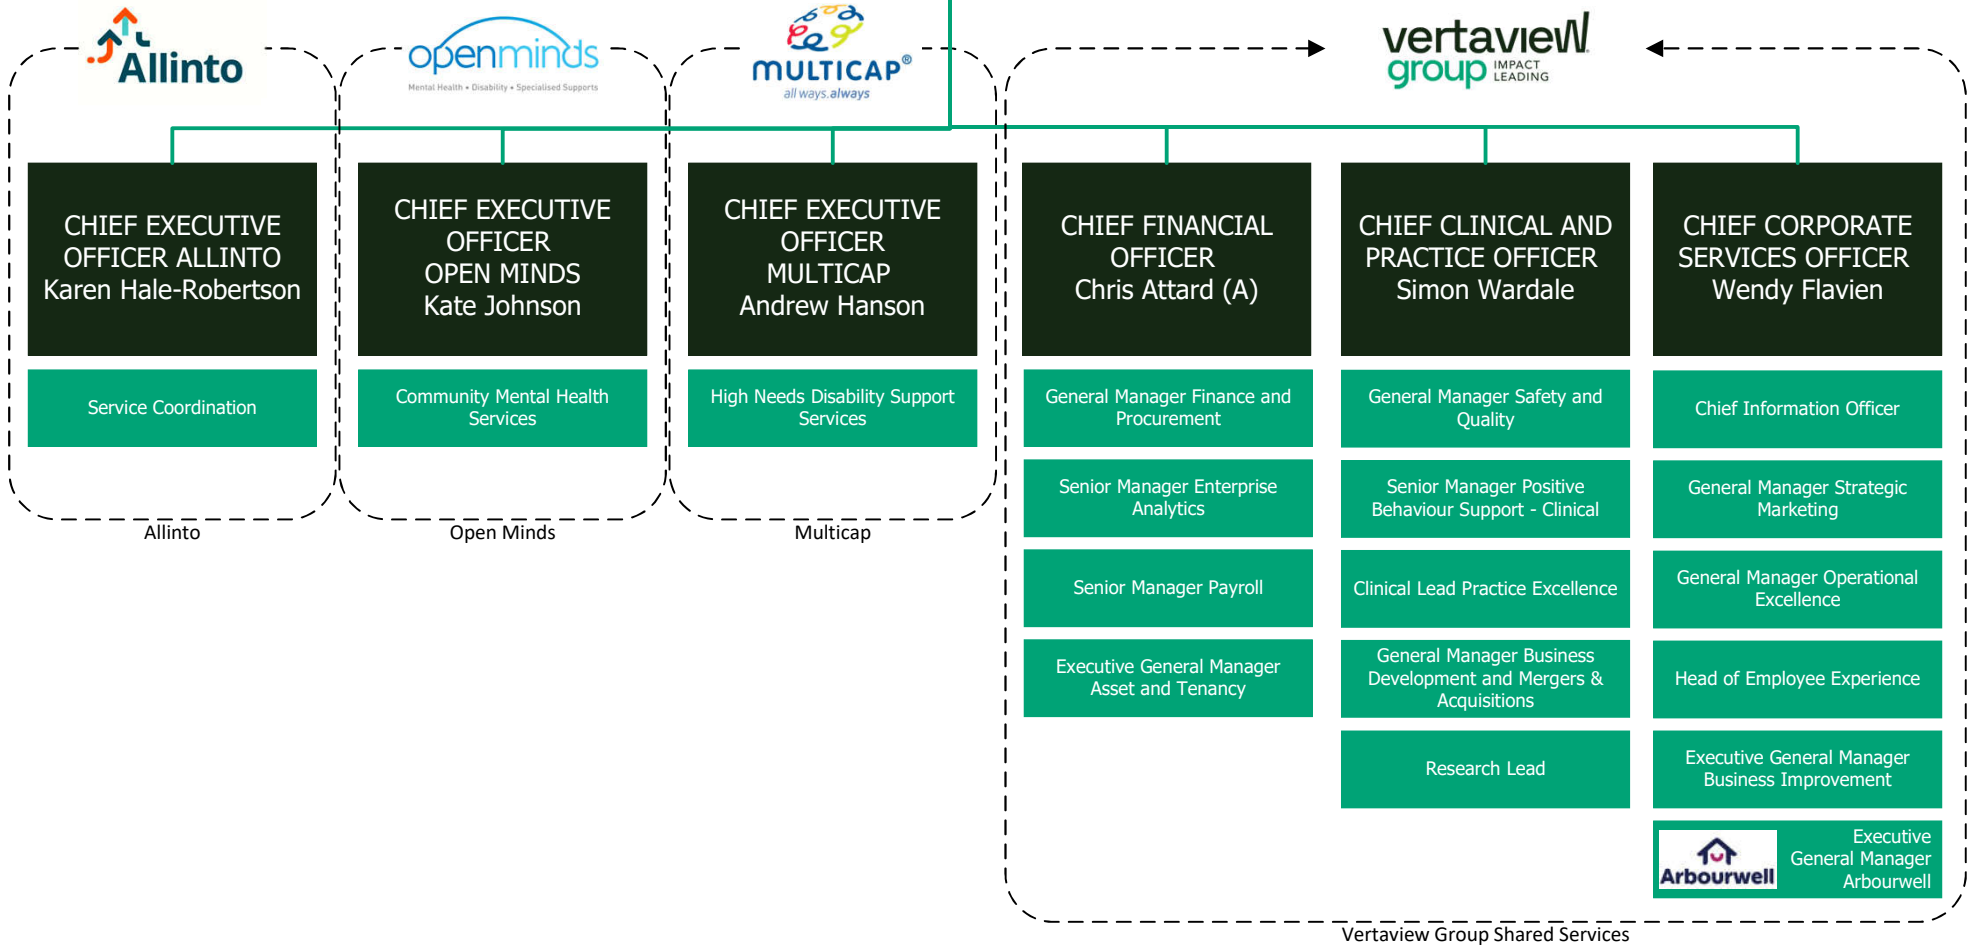 Allinto
openminds
Mental Health • Disability • Specialised Supports
MULTICAP®
all ways.always
vertaview
group IMPACT
LEADING
CHIEF EXECUTIVE
OFFICER ALLINTO
Karen Hale-Robertson
Service Coordination
Allinto
CHIEF EXECUTIVE
OFFICER
OPEN MINDS
Kate Johnson
Community Mental Health
Services
Open Minds
CHIEF EXECUTIVE
OFFICER
MULTICAP
Andrew Hanson
High Needs Disability Support
Services
Multicap
CHIEF FINANCIAL
OFFICER
Chris Attard (A)
General Manager Finance and
Procurement
Senior Manager Enterprise
Analytics
Senior Manager Payroll
Executive General Manager
Asset and Tenancy
CHIEF CLINICAL AND
PRACTICE OFFICER
Simon Wardale
General Manager Safety and
Quality
Senior Manager Positive
Behaviour Support - Clinical
Clinical Lead Practice Excellence
General Manager Business
Development and Mergers &
Acquisitions
Research Lead
CHIEF CORPORATE
SERVICES OFFICER
Wendy Flavien
Chief Information Officer
General Manager Strategic
Marketing
General Manager Operational
Excellence
Head of Employee Experience
Executive General Manager
Business Improvement
Arbourwell
Executive
General Manager
Arbourwell
Vertaview Group Shared Services